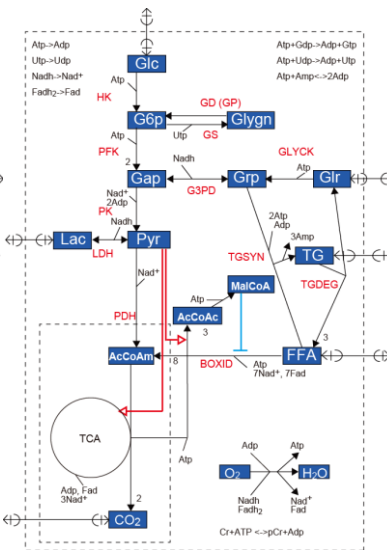 Atp->Adp
Utp->Udp
Nadh->Nad+
Fadh2->Fad
Atp+Gdp->Adp+Gtp
Atp+Udp->Adp+Utp
Atp+Amp<->2Adp
Glc
Atp
HK
GD (GP)
G6p
Glygn
Utp
GS
Atp
PFK
GLYCK
2
Nadh
Atp
Gap
Grp
Glr
G3PD
Nad+
2Adp
PK
Nadh
2Atp
Adp
3Amp
Lac
Pyr
LDH
TGSYN
TG
TGDEG
Nad+
Atp
MalCoA
AcCoAc
PDH
3
3
AcCoAm
8
BOXID
Atp
7Nad+, 7Fad
FFA
TCA
Atp
Adp
Atp
Adp, Fad
3Nad+
O2
H2O
2
Nadh
Fadh2
Nad+
Fad
CO2
Cr+ATP <->pCr+Adp